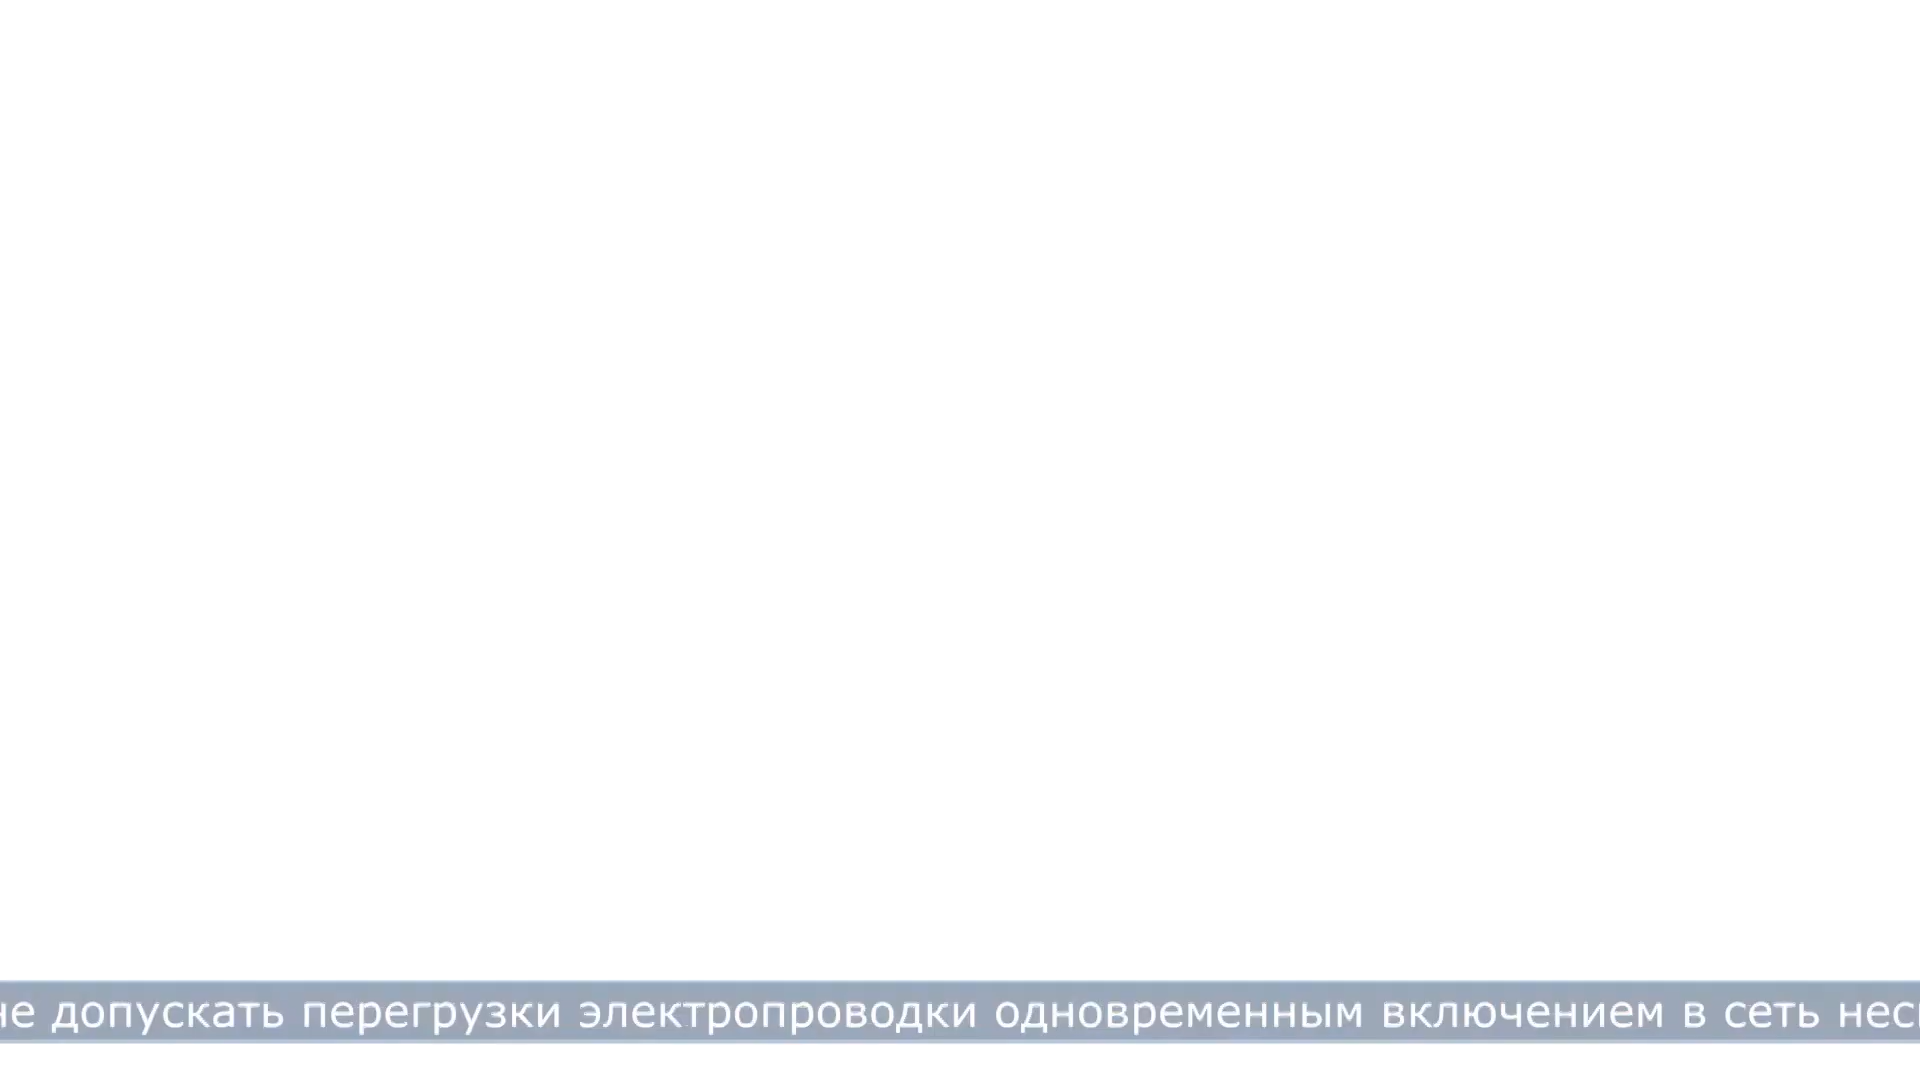 не допускать перегрузки электропроводки одновременным включением в сеть